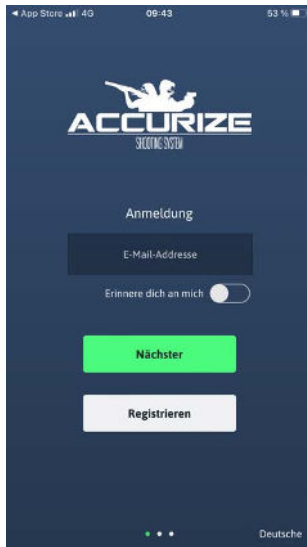 ◀ App Store 4G 09:43 53 %
ACCURIZE
SHOOTING SYSTEM
Anmeldung
E-Mail-Addresse
Erinnere dich an mich
Nächster
Registrieren
Deutsche